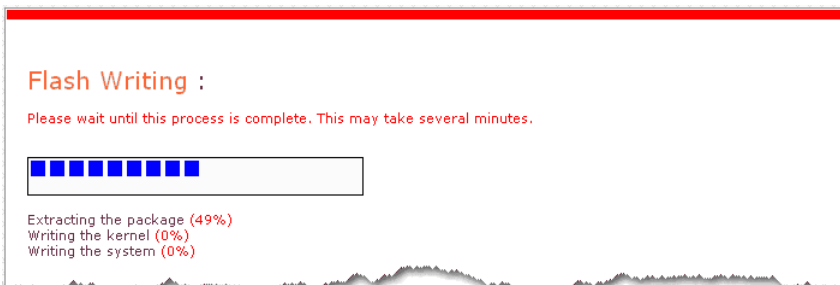 Flash Writing :
Please wait until this process is complete. This may take several minutes.
Extracting the package (49%)
Writing the kernel (0%)
Writing the system (0%)